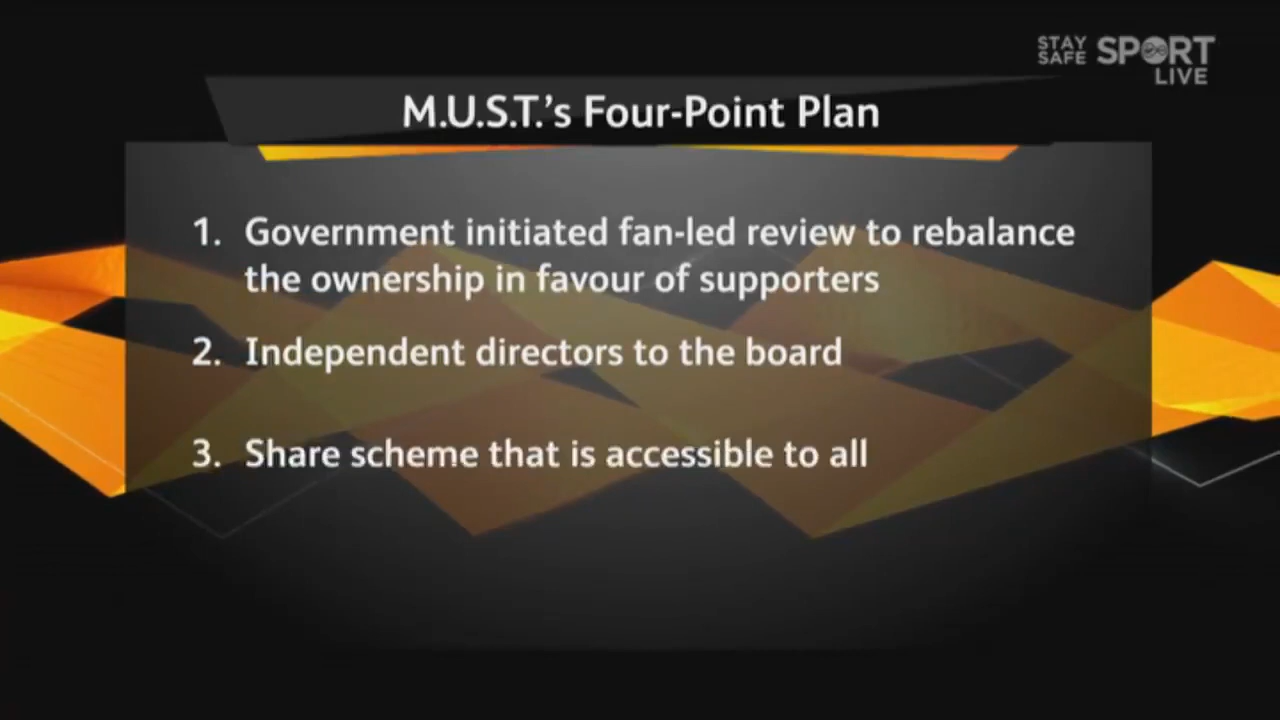 STAY
SAFE
SPORT
LIVE
M.U.S.T.'s Four-Point Plan
1. Government initiated fan-led review to rebalance
the ownership in favour of supporters
2. Independent directors to the board
3. Share scheme that is accessible to all